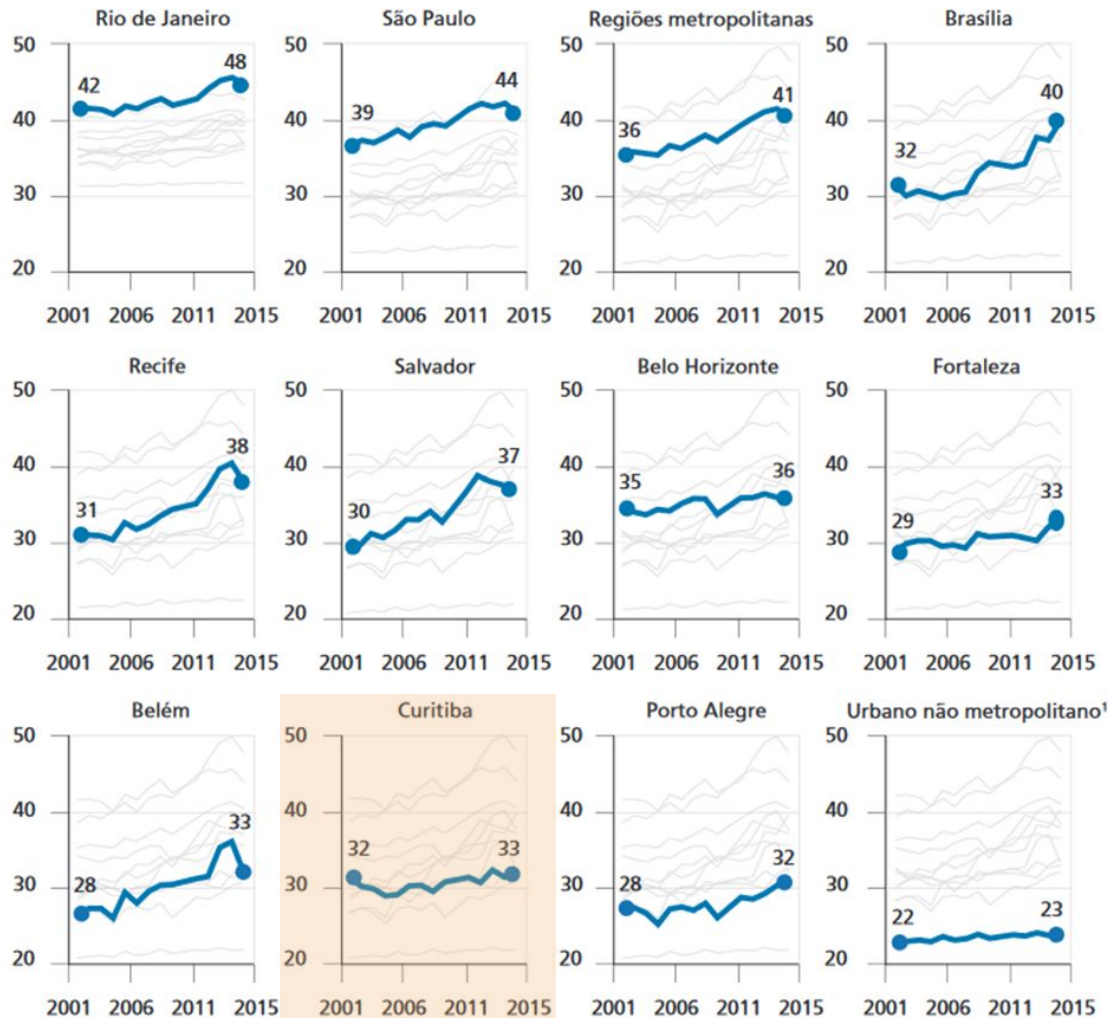 Rio de Janeiro São Paulo Regiões metropolitanas Brasília
50 50 50 50
48
44
42 41
40 40 40 40 40
39
36
32
30 30 30 30
20 20 20 20
2001 2006 2011 2015 2001 2006 2011 2015 2001 2006 2011 2015 2001 2006 2011 2015
Recife Salvador Belo Horizonte Fortaleza
50 50 50 50
40 40 40 40
38 37
35 36
33
31 30 29
30 30 30 30
20 20 20 20
2001 2006 2011 2015 2001 2006 2011 2015 2001 2006 2011 2015 2001 2006 2011 2015
Belém Curitiba Porto Alegre Urbano não metropolitano¹
50 50 50 50
40 40 40 40
33
32 33 32
28 28
30 30 30 30
22 23
20 20 20 20
2001 2006 2011 2015 2001 2006 2011 2015 2001 2006 2011 2015 2001 2006 2011 2015